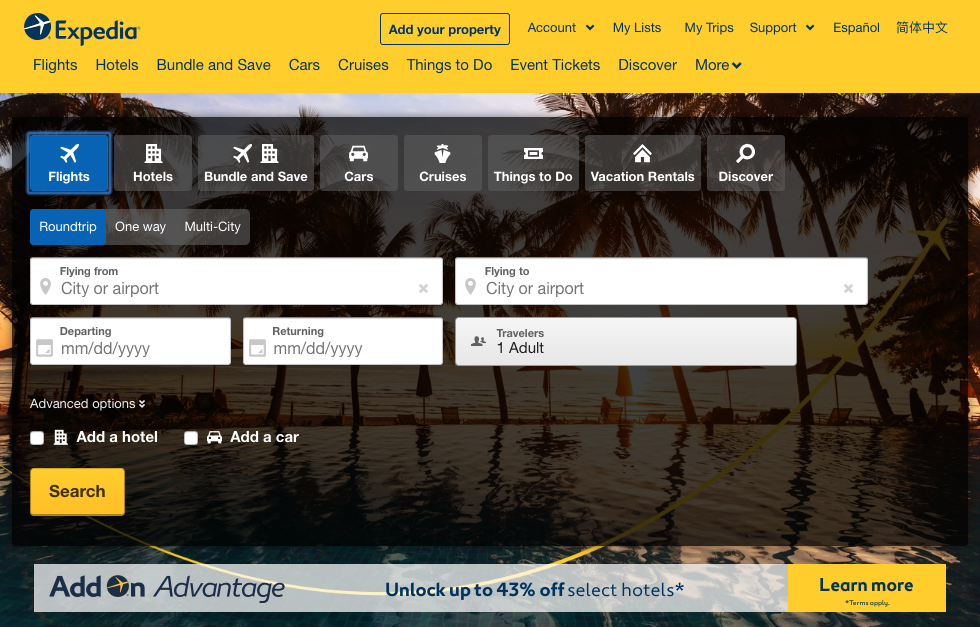 Expedia
Add your property
Account My Lists My Trips Support Español 简体中文
Flights Hotels Bundle and Save Cars Cruises Things to Do Event Tickets Discover More
Flights Hotels Bundle and Save Cars Cruises Things to Do Vacation Rentals Discover
Roundtrip One way Multi-City
Flying from
City or airport
Flying to
City or airport
Departing
mm/dd/yyyy
Returning
mm/dd/yyyy
Travelers
1 Adult
Advanced options
Add a hotel Add a car
Search
Add On Advantage
Unlock up to 43% off select hotels*
Learn more
*Terms apply.